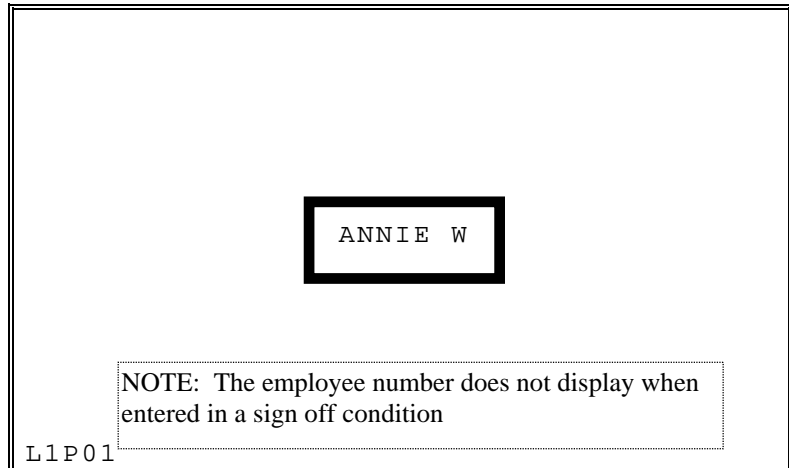 ANNIE W
NOTE: The employee number does not display when
entered in a sign off condition
L1P01